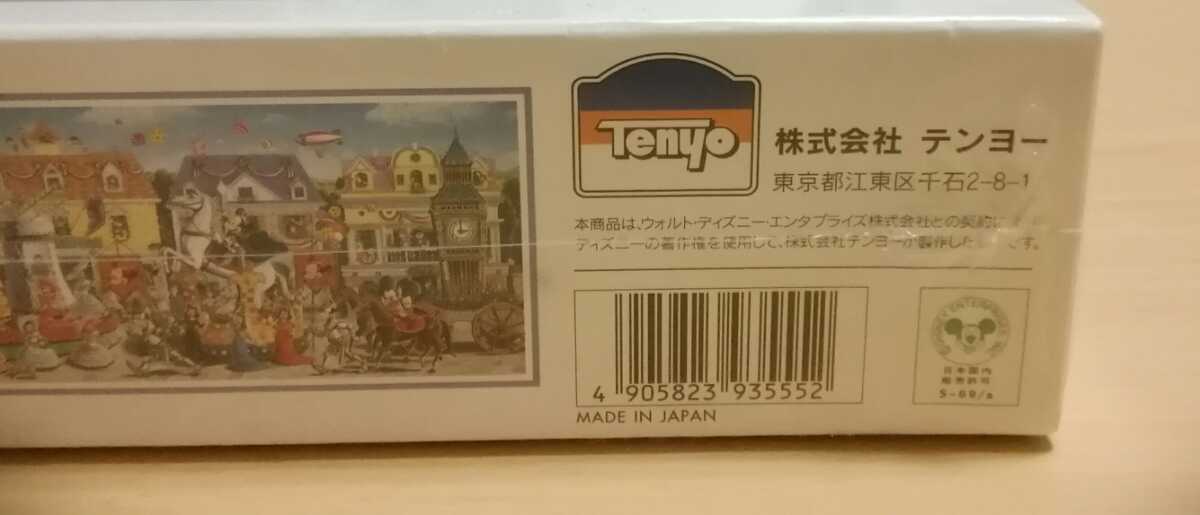 Tenyo
株式会社 テンヨー
東京都江東区千石2-8-1
本商品は、ウォルト・ディズニー・エンタプライズ株式会社との契約に
ディズニーの著作権を使用して、株式会社テンヨーが製作した です。
4 905823 935552
MADE IN JAPAN
日本国内
販売許可